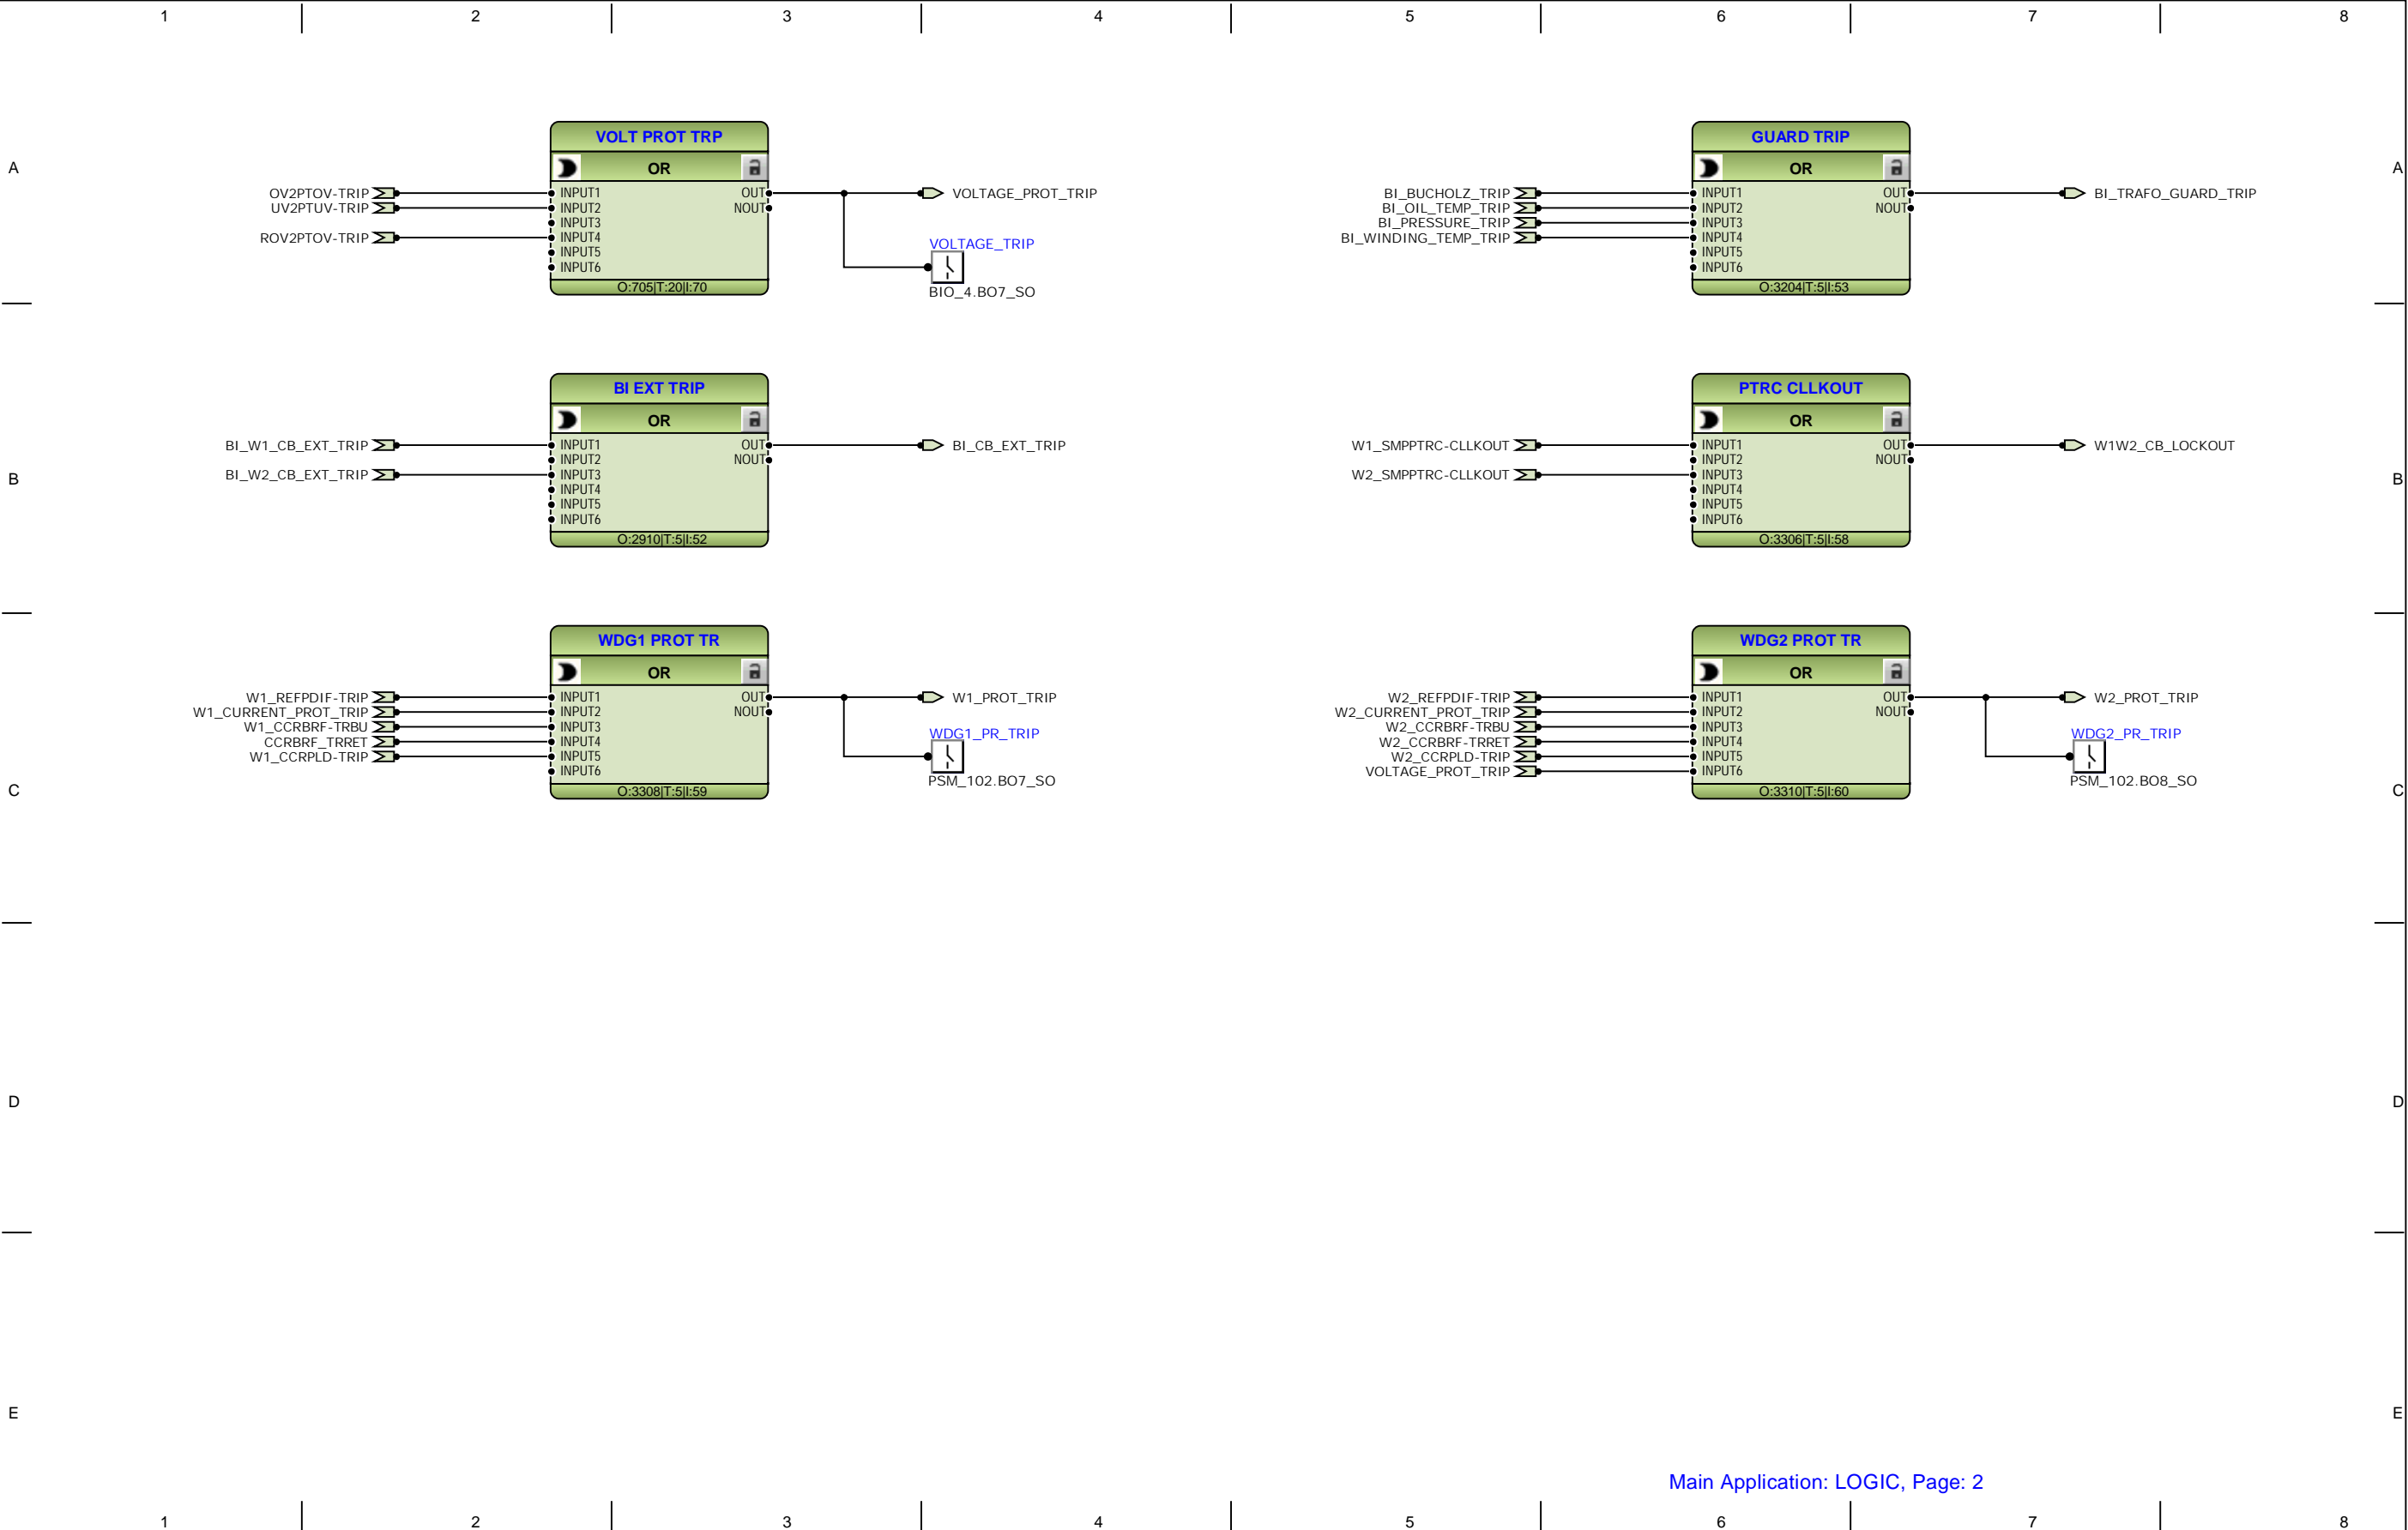 1 2 3 4 5 6 7 8
A A
VOLT PROT TRP
OR
OV2PTOV-TRIP INPUT1 OUT VOLTAGE_PROT_TRIP
UV2PTUV-TRIP INPUT2 NOUT
INPUT3
ROV2PTOV-TRIP INPUT4
INPUT5
INPUT6
VOLTAGE_TRIP
BIO_4.BO7_SO
O:705|T:20|I:70
GUARD TRIP
OR
BI_BUCHOLZ_TRIP INPUT1 OUT BI_TRAFO_GUARD_TRIP
BI_OIL_TEMP_TRIP INPUT2 NOUT
BI_PRESSURE_TRIP INPUT3
BI_WINDING_TEMP_TRIP INPUT4
INPUT5
INPUT6
O:3204|T:5|I:53
B B
BI EXT TRIP
OR
BI_W1_CB_EXT_TRIP INPUT1 OUT BI_CB_EXT_TRIP
INPUT2 NOUT
BI_W2_CB_EXT_TRIP INPUT3
INPUT4
INPUT5
INPUT6
O:2910|T:5|I:52
PTRC CLLKOUT
OR
W1_SMPPTRC-CLLKOUT INPUT1 OUT W1W2_CB_LOCKOUT
INPUT2 NOUT
W2_SMPPTRC-CLLKOUT INPUT3
INPUT4
INPUT5
INPUT6
O:3306|T:5|I:58
C C
WDG1 PROT TR
OR
W1_REFPDIF-TRIP INPUT1 OUT W1_PROT_TRIP
W1_CURRENT_PROT_TRIP INPUT2 NOUT
W1_CCRBRF-TRBU INPUT3
CCRBRF_TRRET INPUT4
W1_CCRPLD-TRIP INPUT5
INPUT6
WDG1_PR_TRIP
PSM_102.BO7_SO
O:3308|T:5|I:59
WDG2 PROT TR
OR
W2_REFPDIF-TRIP INPUT1 OUT W2_PROT_TRIP
W2_CURRENT_PROT_TRIP INPUT2 NOUT
W2_CCRBRF-TRBU INPUT3
W2_CCRBRF-TRRET INPUT4
W2_CCRPLD-TRIP INPUT5
VOLTAGE_PROT_TRIP INPUT6
WDG2_PR_TRIP
PSM_102.BO8_SO
O:3310|T:5|I:60
D D
E E
Main Application: LOGIC, Page: 2
1 2 3 4 5 6 7 8